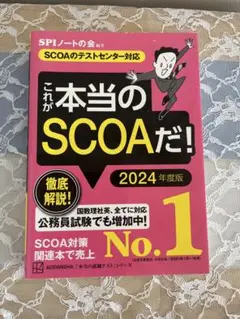 SPIノートの会 編著
SCOAのテストセンター対応
これが
本当の
SCOAだ!
2024年度版
徹底
解説!
国数理社英、全てに対応
公務員試験でも増加中!
SCOA対策
関連本で売上
No.1
KODANSHA